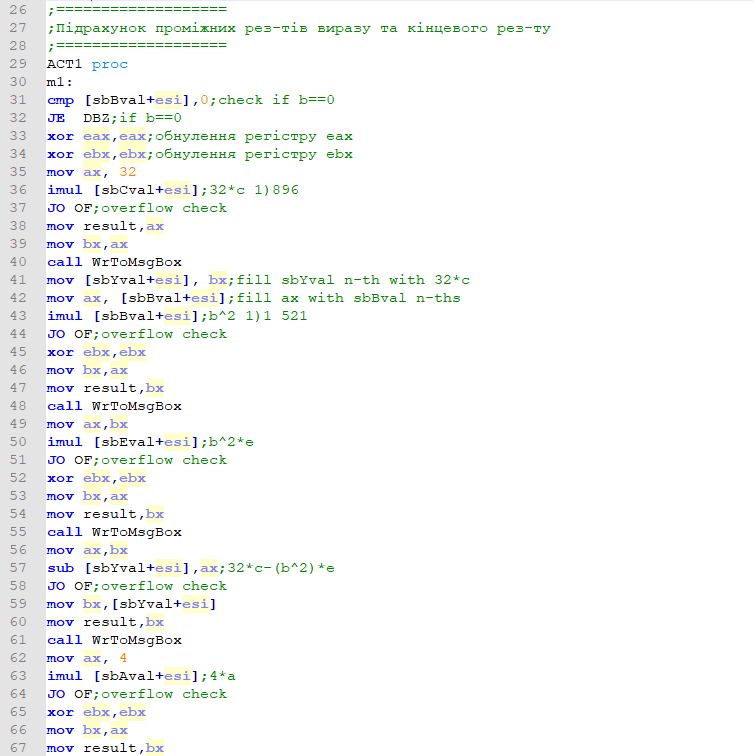 26 ;===================
27 ;Підрахунок проміжних рез-тів виразу та кінцевого рез-ту
28 ;===================
29 ACT1 proc
30 m1:
31 cmp [sbBval+esi],0;check if b==0
32 JE  DBZ;if b==0
33 xor eax,eax;обнулення регістру eax
34 xor ebx,ebx;обнулення регістру ebx
35 mov ax, 32
36 imul [sbCval+esi];32*c 1)896
37 JO OF;overflow check
38 mov result,ax
39 mov bx,ax
40 call WrToMsgBox
41 mov [sbYval+esi], bx;fill sbYval n-th with 32*c
42 mov ax, [sbBval+esi];fill ax with sbBval n-ths
43 imul [sbBval+esi];b^2 1)1 521
44 JO OF;overflow check
45 xor ebx,ebx
46 mov bx,ax
47 mov result,bx
48 call WrToMsgBox
49 mov ax,bx
50 imul [sbEval+esi];b^2*e
51 JO OF;overflow check
52 xor ebx,ebx
53 mov bx,ax
54 mov result,bx
55 call WrToMsgBox
56 mov ax,bx
57 sub [sbYval+esi],ax;32*c-(b^2)*e
58 JO OF;overflow check
59 mov bx,[sbYval+esi]
60 mov result,bx
61 call WrToMsgBox
62 mov ax, 4
63 imul [sbAval+esi];4*a
64 JO OF;overflow check
65 xor ebx,ebx
66 mov bx,ax
67 mov result,bx